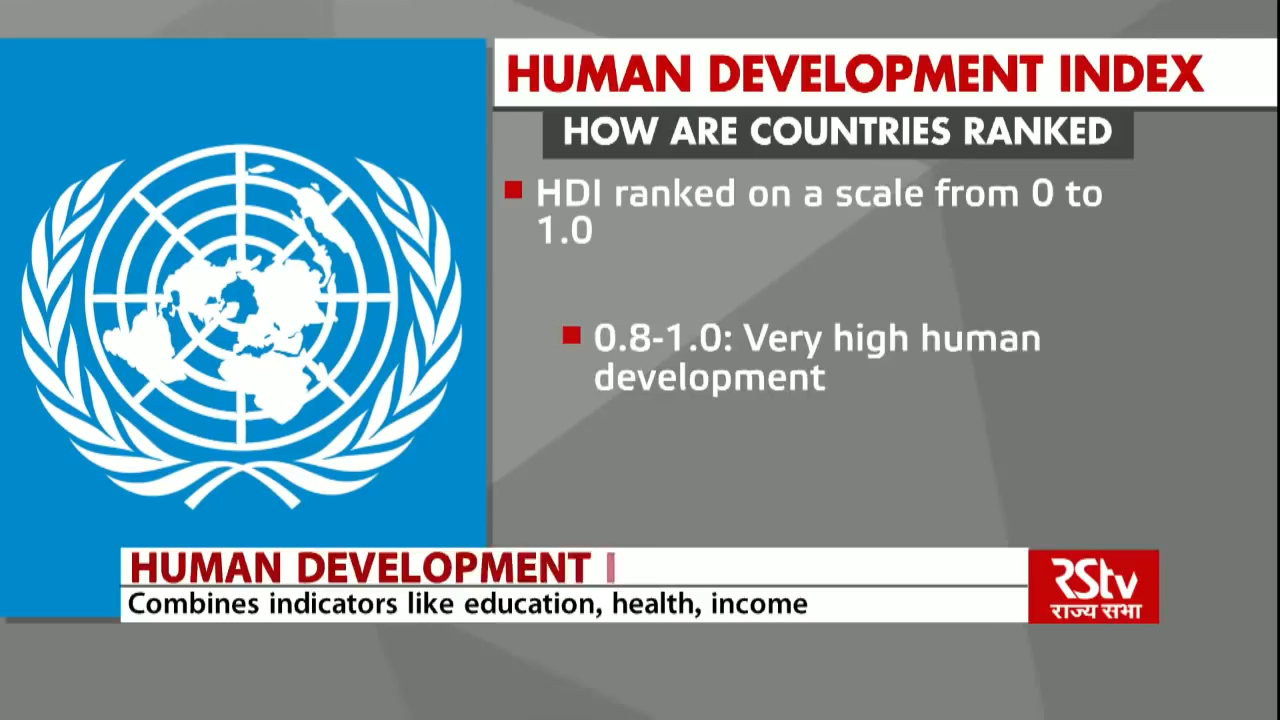 HUMAN DEVELOPMENT INDEX
HOW ARE COUNTRIES RANKED
HDI ranked on a scale from 0 to
1.0
0.8-1.0: Very high human
development
HUMAN DEVELOPMENT I
Combines indicators like education, health, income
RStv
राज्य सभा